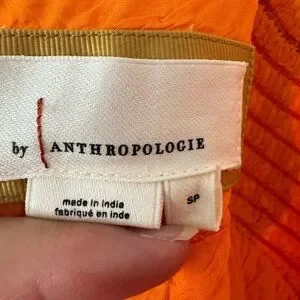 by ANTHROPOLOGIE
made in india
fabriqué en inde
SP